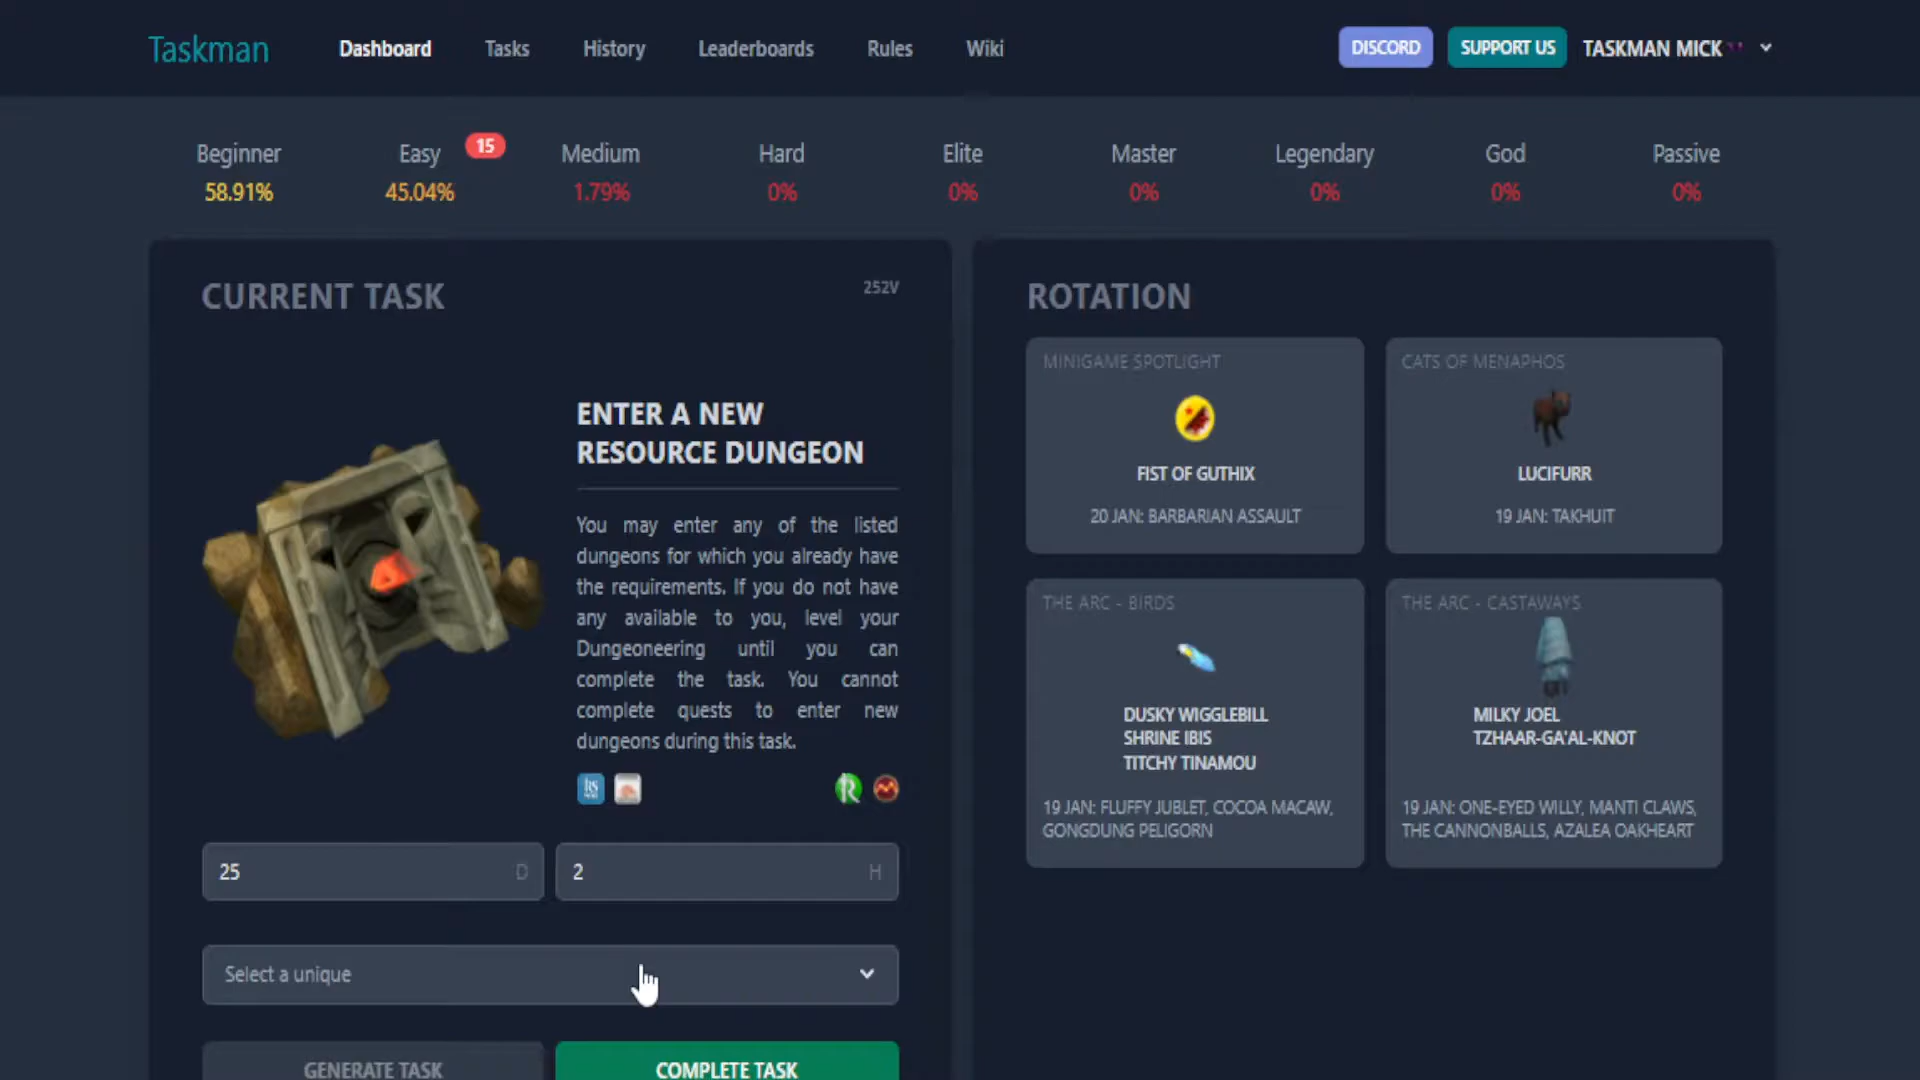 Taskman
Dashboard
Tasks
History
Leaderboards
Rules
Wiki
DISCORD
SUPPORT US
TASKMAN MICK
Beginner
58.91%
Easy
15
45.04%
Medium
1.79%
Hard
0%
Elite
0%
Master
0%
Legendary
0%
God
0%
Passive
0%
CURRENT TASK
252V
ENTER A NEW
RESOURCE DUNGEON
You may enter any of the listed
dungeons for which you already have
the requirements. If you do not have
any available to you, level your
Dungeoneering until you can
complete the task. You cannot
complete quests to enter new
dungeons during this task.
25 D
2 H
Select a unique
GENERATE TASK
COMPLETE TASK
ROTATION
MINIGAME SPOTLIGHT
FIST OF GUTHIX
20 JAN: BARBARIAN ASSAULT
CATS OF MENAPHOS
LUCIFURR
19 JAN: TAKHUIT
THE ARC - BIRDS
DUSKY WIGGLEBILL
SHRINE IBIS
TITCHY TINAMOU
19 JAN: FLUFFY JUBLET, COCOA MACAW,
GONGDUNG PELIGORN
THE ARC - CASTAWAYS
MILKY JOEL
TZHAAR-GA'AL-KNOT
19 JAN: ONE-EYED WILLY, MANTI CLAWS,
THE CANNONBALLS, AZALEA OAKHEART